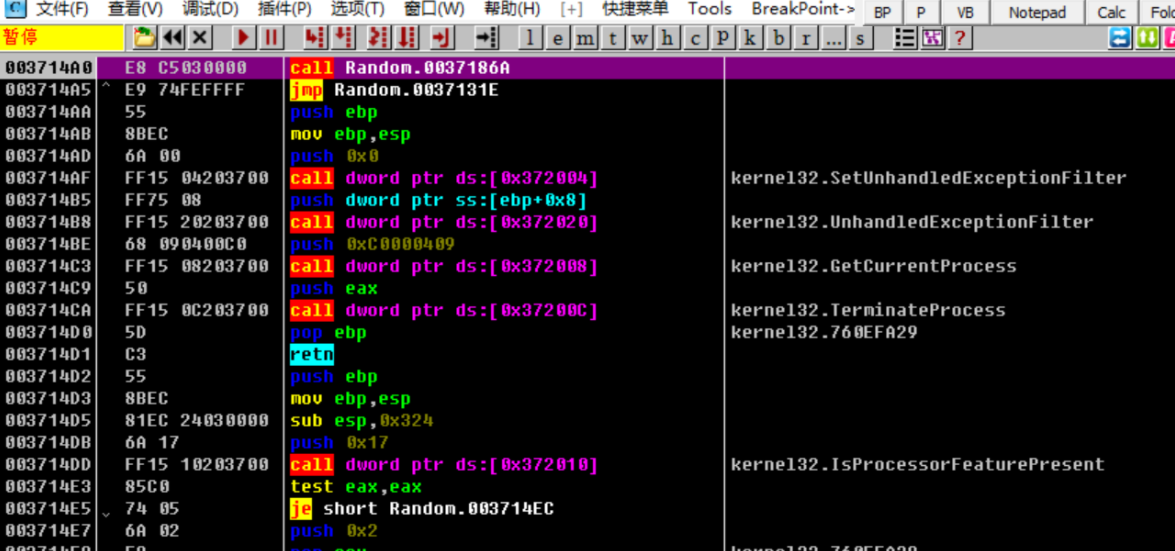 C 文件(F) 查看(V) 调试(D) 插件(P) 选项(T) 窗口(W) 帮助(H) [+] 快捷菜单 Tools BreakPoint-> BP P VB Notepad Calc Fold
暂停 l e m t w h c P k b r ... s ?
003714A0 E8 C5030000 call Random.0037186A
003714A5 ^ E9 74FEFFFF jmp Random.0037131E
003714AA 55 push ebp
003714AB 8BEC mov ebp,esp
003714AD 6A 00 push 0x0
003714AF FF15 04203700 call dword ptr ds:[0x372004] kernel32.SetUnhandledExceptionFilter
003714B5 FF75 08 push dword ptr ss:[ebp+0x8]
003714B8 FF15 20203700 call dword ptr ds:[0x372020] kernel32.UnhandledExceptionFilter
003714BE 68 090400C0 push 0xC0000409
003714C3 FF15 08203700 call dword ptr ds:[0x372008] kernel32.GetCurrentProcess
003714C9 50 push eax
003714CA FF15 0C203700 call dword ptr ds:[0x37200C] kernel32.TerminateProcess
003714D0 5D pop ebp kernel32.760EFA29
003714D1 C3 retn
003714D2 55 push ebp
003714D3 8BEC mov ebp,esp
003714D5 81EC 24030000 sub esp,0x324
003714DB 6A 17 push 0x17
003714DD FF15 10203700 call dword ptr ds:[0x372010] kernel32.IsProcessorFeaturePresent
003714E3 85C0 test eax,eax
003714E5 74 05 je short Random.003714EC
003714E7 6A 02 push 0x2